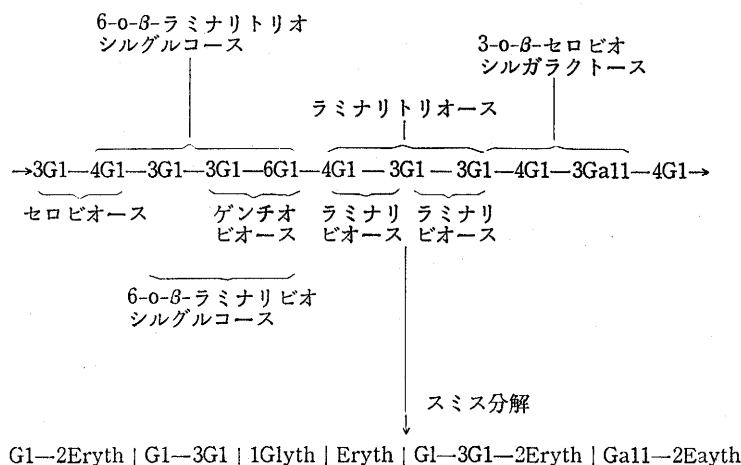 6-o-β-ラミナリトリオ
シルグルコース
3-o-β-セロビオ
シルガラクトース
ラミナリトリオース
→3G1—4G1—3G1—3G1—6G1—4G1—3G1—3G1—4G1—3Ga11—4G1→
セロビオース
ゲンチオ
ビオース
ラミナリ
ビオース
ラミナリ
ビオース
6-o-β-ラミナリビオ
シルグルコース
スミス分解
G1—2Eryth | G1—3G1 | 1Glyth | Eryth | Gl—3G1—2Eryth | Ga11—2Eayth